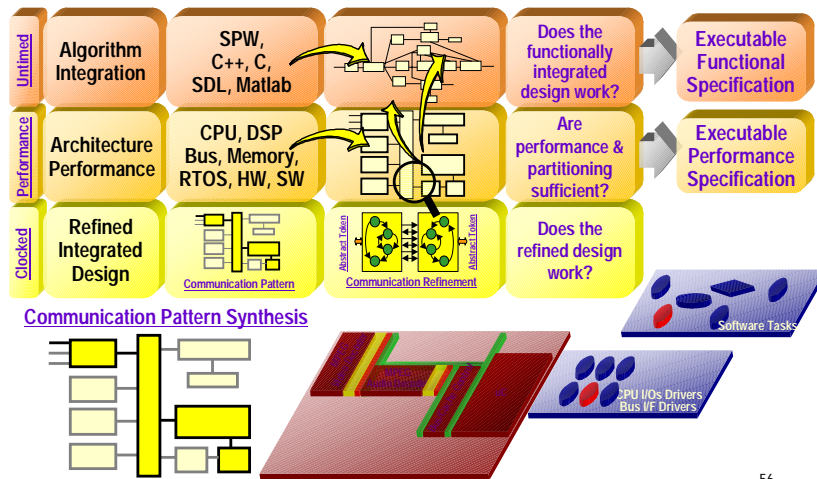 Untimed
Algorithm
Integration
SPW,
C++, C,
SDL, Matlab
Does the
functionally
integrated
design work?
Executable
Functional
Specification
Performance
Architecture
Performance
CPU, DSP
Bus, Memory,
RTOS, HW, SW
Are
performance &
partitioning
sufficient?
Executable
Performance
Specification
Clocked
Refined
Integrated
Design
Communication Pattern
Abstract Token
Abstract Token
Communication Refinement
Does the
refined design
work?
Communication Pattern Synthesis
Software Tasks
CPU I/Os Drivers
Bus I/F Drivers
56